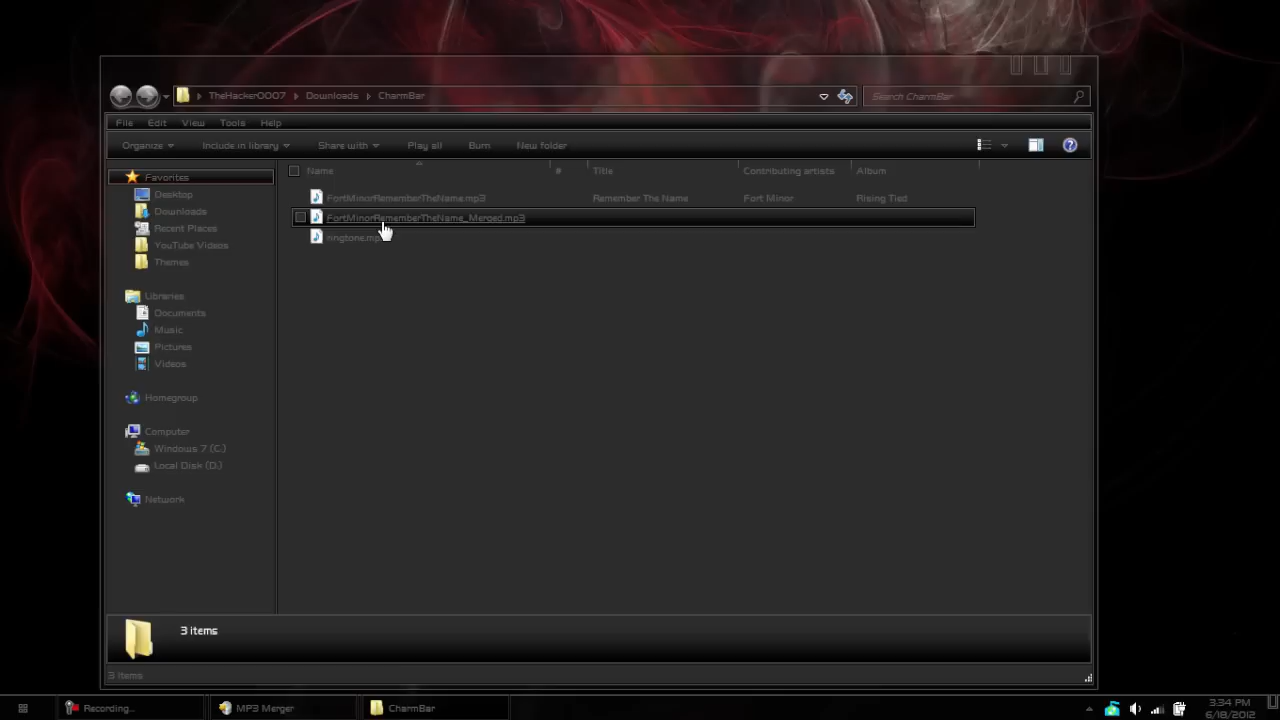 TheHacker0007 Downloads CharmBar
Search CharmBar
File Edit View Tools Help
Organize Include in library Share with Play all Burn New folder
Name # Title Contributing artists Album
FortMinorRememberTheName.mp3 Remember The Name Fort Minor Rising Tied
FortMinorRememberTheName_Merged.mp3
Favorites
Desktop
Downloads
Recent Places
YouTube Videos
Themes
Libraries
Documents
Music
Pictures
Videos
Homegroup
Computer
Windows 7 (C:)
Local Disk (D:)
Network
3 items
3 items
Recording... MP3 Merger CharmBar
3:34 PM
6/18/2012